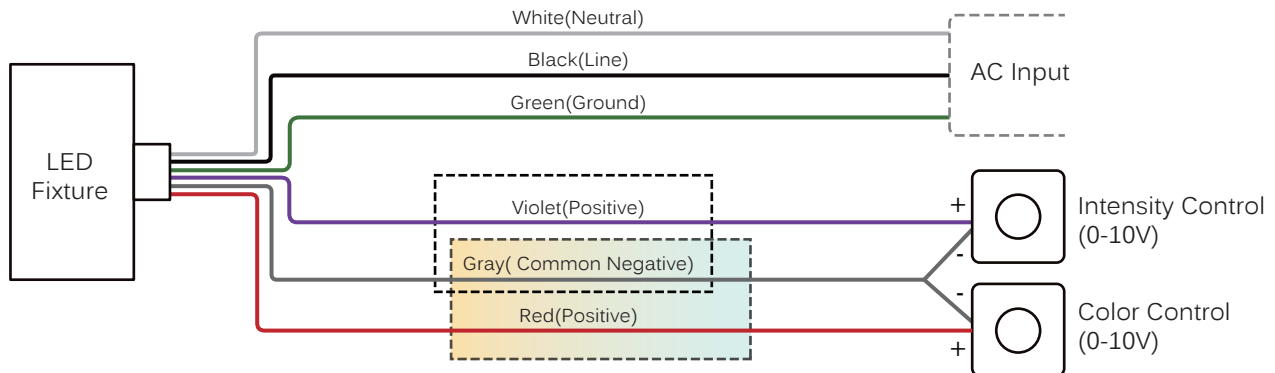 White(Neutral)
Black(Line)
Green(Ground)
AC Input
LED
Fixture
Violet(Positive)
+
Intensity Control
(0-10V)
-
Gray( Common Negative)
-
Red(Positive)
Color Control
(0-10V)
+